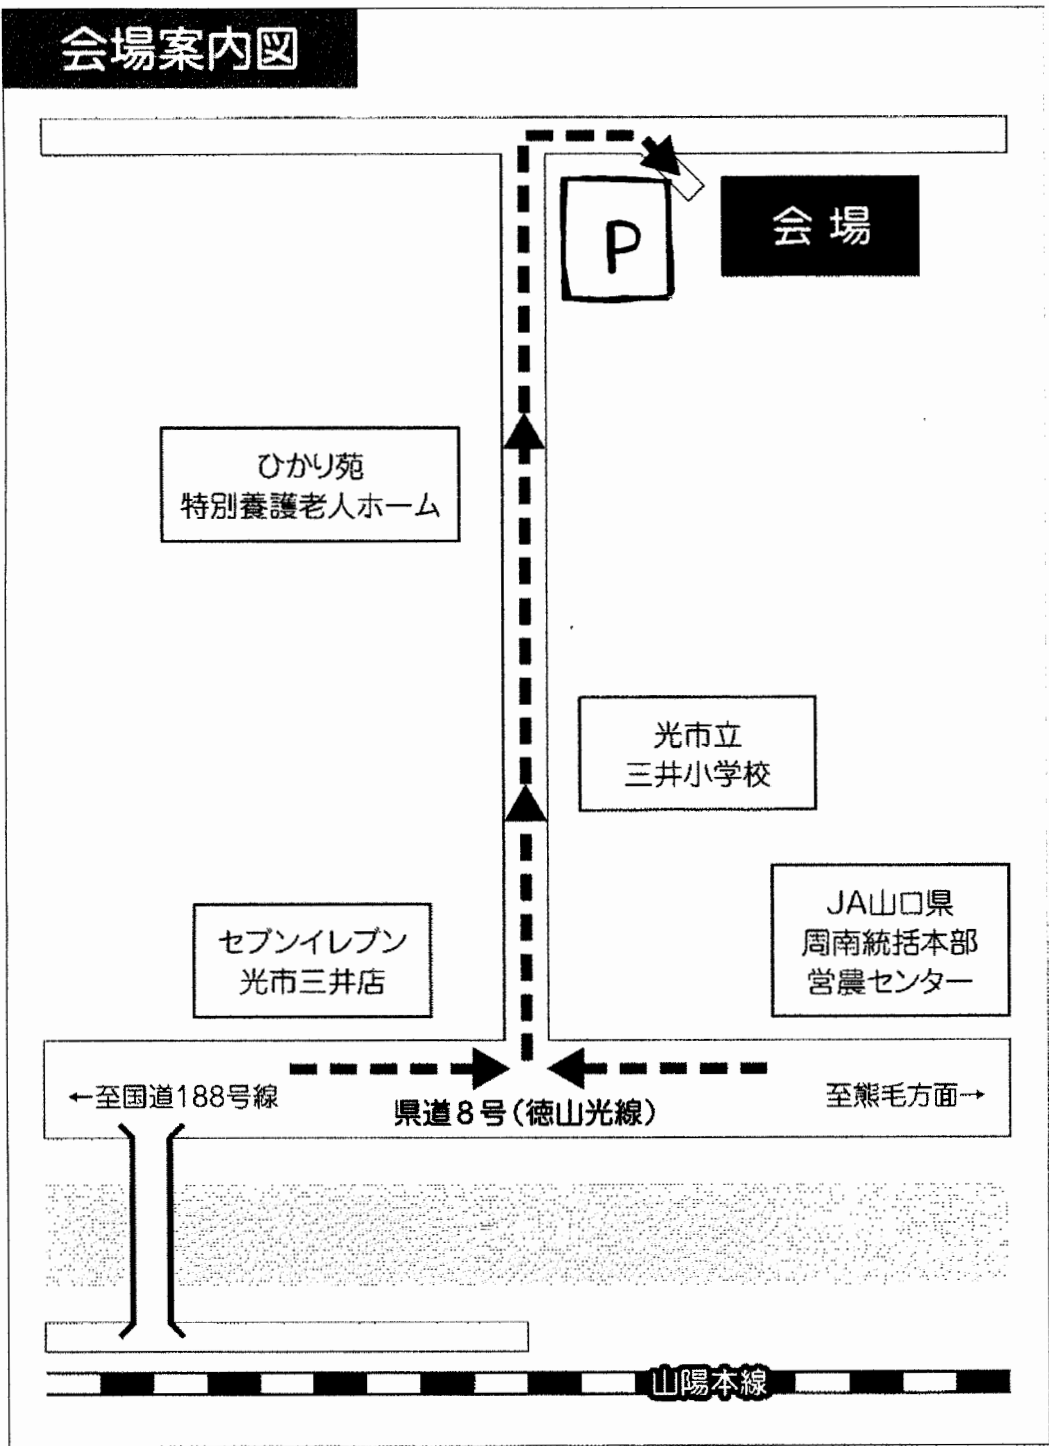 会場案内図
P
会場
ひかり苑
特別養護老人ホーム
光市立
三井小学校
JA山口県
周南統括本部
営農センター
セブンイレブン
光市三井店
←至国道188号線
至熊毛方面→
県道8号(徳山光線)
山陽本線